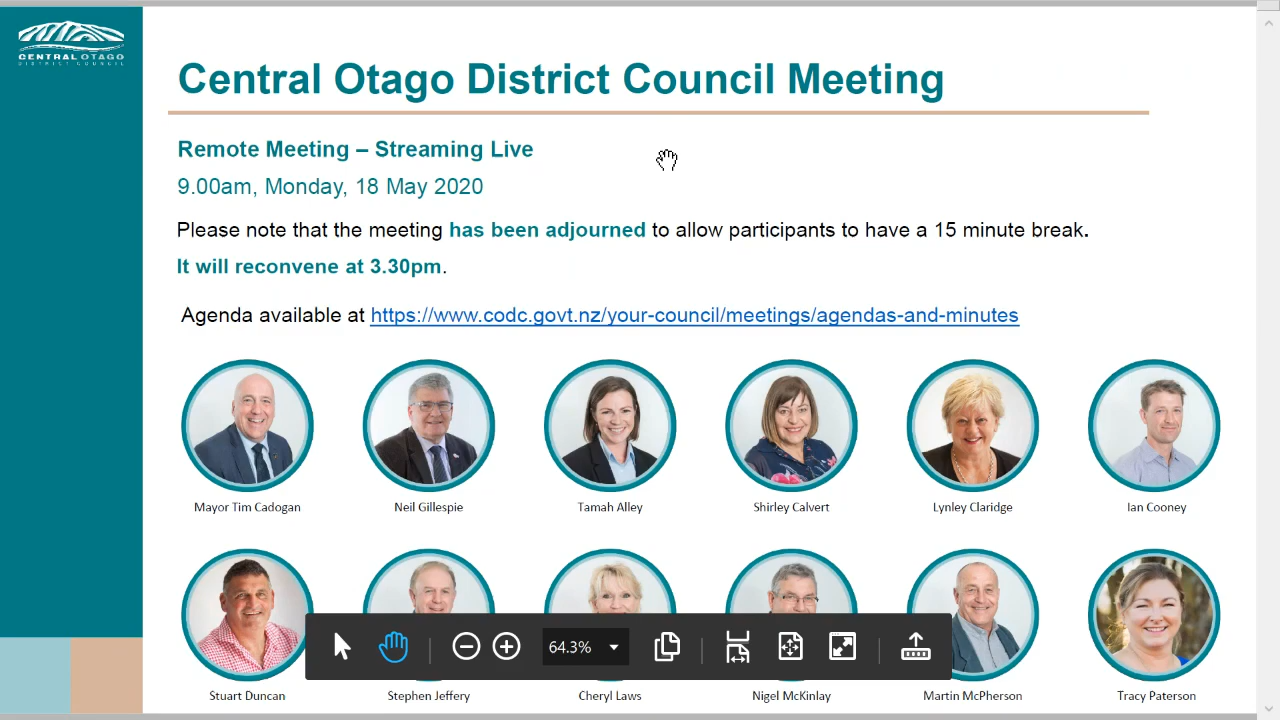 CENTRAL OTAGO
DISTRICT COUNCIL
Central Otago District Council Meeting
Remote Meeting – Streaming Live
9.00am, Monday, 18 May 2020
Please note that the meeting has been adjourned to allow participants to have a 15 minute break.
It will reconvene at 3.30pm.
Agenda available at https://www.codc.govt.nz/your-council/meetings/agendas-and-minutes
Mayor Tim Cadogan
Neil Gillespie
Tamah Alley
Shirley Calvert
Lynley Claridge
Ian Cooney
64.3%
Stuart Duncan
Stephen Jeffery
Cheryl Laws
Nigel McKinlay
Martin McPherson
Tracy Paterson